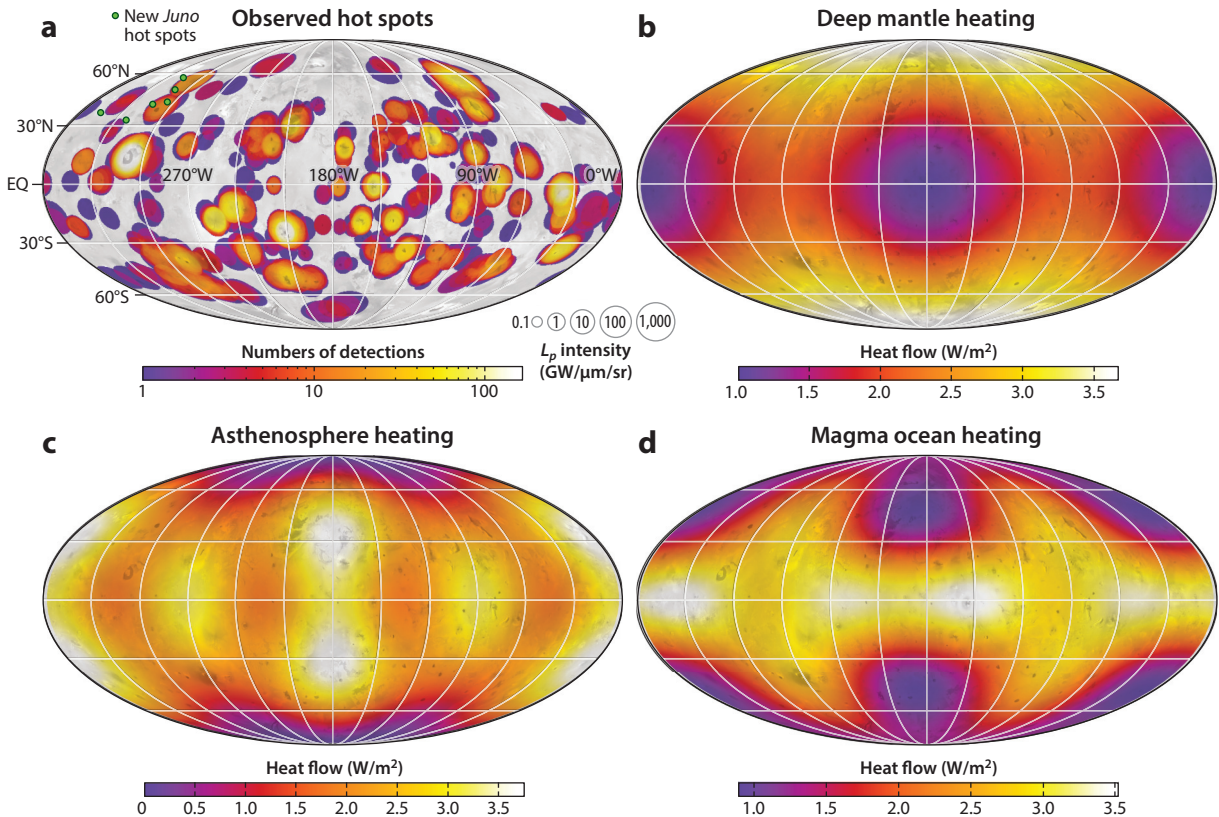 a
New Juno
hot spots
Observed hot spots
60°N
30°N
EQ
30°S
60°S
270°W
180°W
90°W
0°W
0.1
1
10
100
1,000
Lp intensity
(GW/μm/sr)
Numbers of detections
1
10
100
b
Deep mantle heating
Heat flow (W/m²)
1.0
1.5
2.0
2.5
3.0
3.5
c
Asthenosphere heating
Heat flow (W/m²)
0
0.5
1.0
1.5
2.0
2.5
3.0
3.5
d
Magma ocean heating
Heat flow (W/m²)
1.0
1.5
2.0
2.5
3.0
3.5